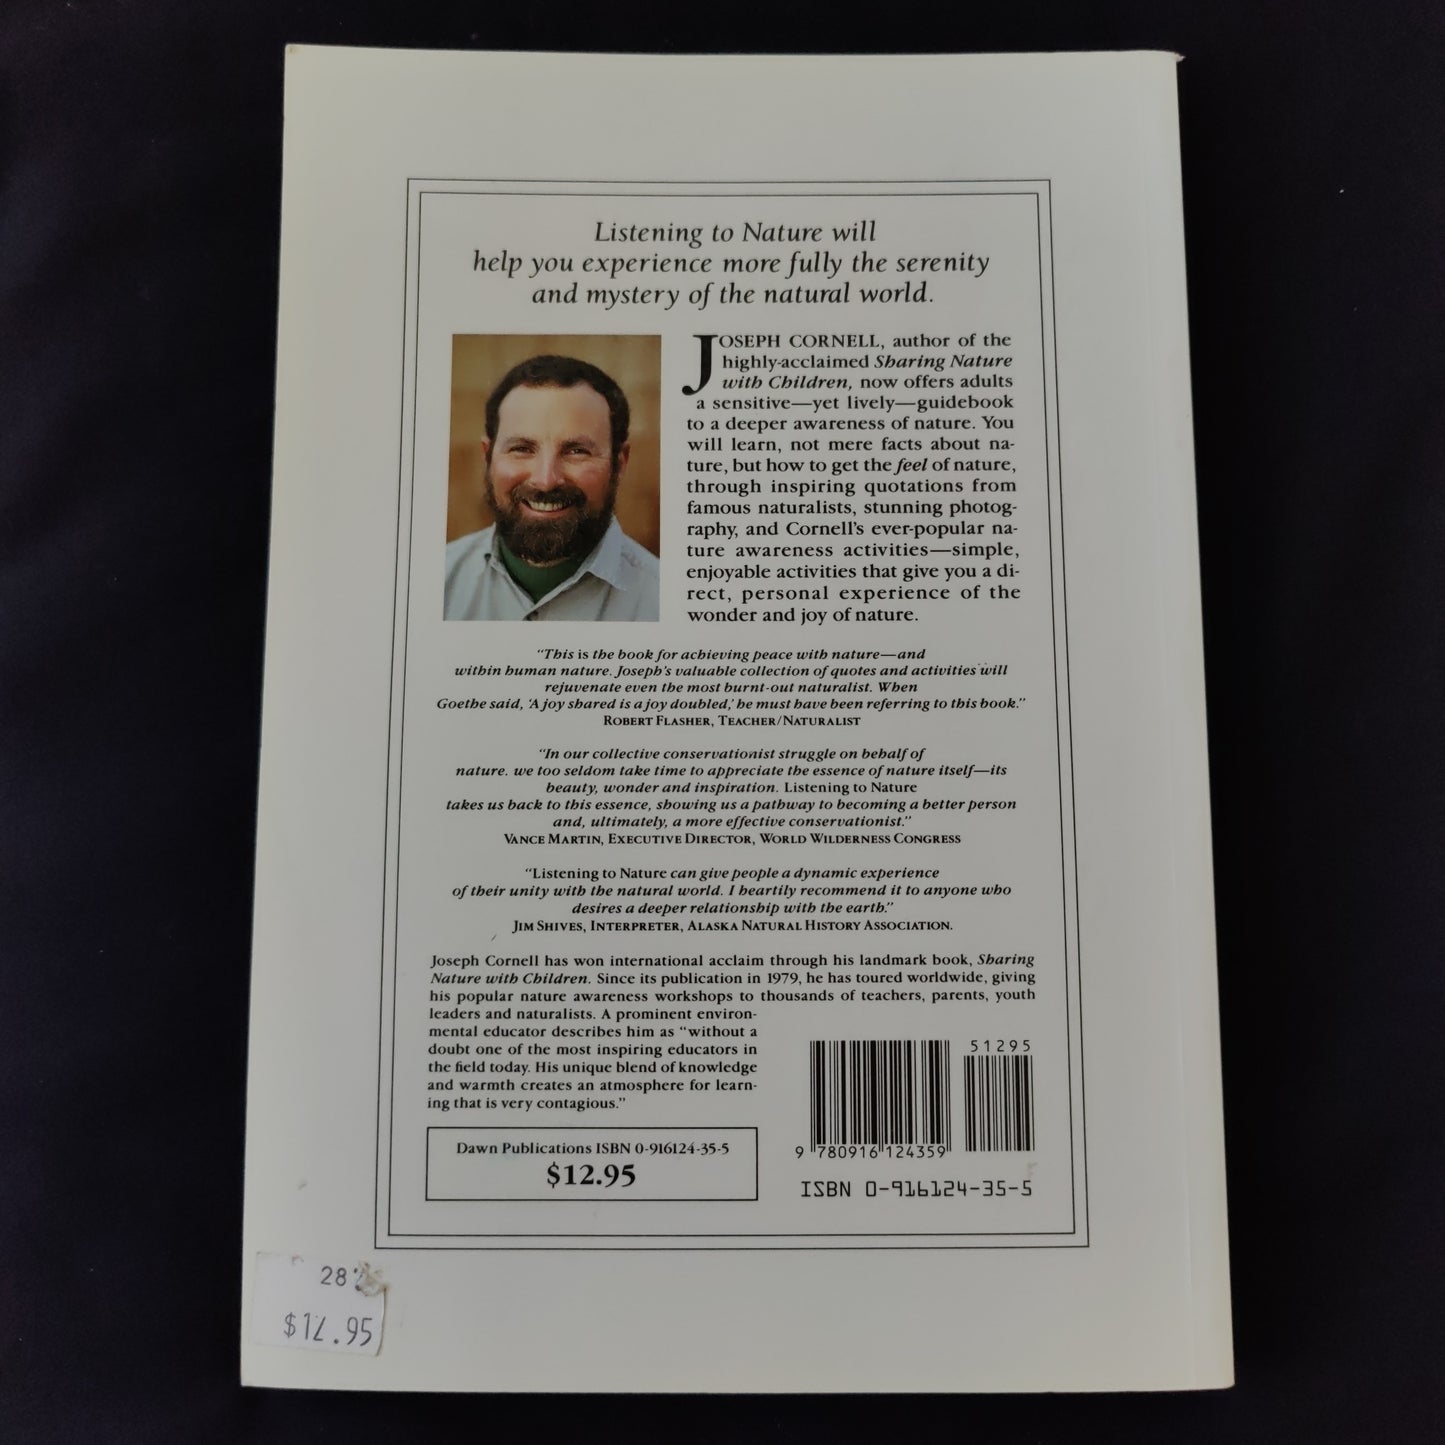 Listening to Nature will
help you experience more fully the serenity
and mystery of the natural world.
JOSEPH CORNELL, author of the
highly-acclaimed Sharing Nature
with Children, now offers adults
a sensitive—yet lively—guidebook
to a deeper awareness of nature. You
will learn, not mere facts about na-
ture, but how to get the feel of nature,
through inspiring quotations from
famous naturalists, stunning photog-
raphy, and Cornell's ever-popular na-
ture awareness activities—simple,
enjoyable activities that give you a di-
rect, personal experience of the
wonder and joy of nature.
"This is the book for achieving peace with nature—and
within human nature. Joseph's valuable collection of quotes and activities will
rejuvenate even the most burnt-out naturalist. When
Goethe said, 'A joy shared is a joy doubled,' he must have been referring to this book."
ROBERT FLASHER, TEACHER/NATURALIST
"In our collective conservationist struggle on behalf of
nature. we too seldom take time to appreciate the essence of nature itself—its
beauty, wonder and inspiration. Listening to Nature
takes us back to this essence, showing us a pathway to becoming a better person
and, ultimately, a more effective conservationist."
VANCE MARTIN, EXECUTIVE DIRECTOR, WORLD WILDERNESS CONGRESS
"Listening to Nature can give people a dynamic experience
of their unity with the natural world. I heartily recommend it to anyone who
desires a deeper relationship with the earth."
JIM SHIVES, INTERPRETER, ALASKA NATURAL HISTORY ASSOCIATION.
Joseph Cornell has won international acclaim through his landmark book, Sharing
Nature with Children. Since its publication in 1979, he has toured worldwide, giving
his popular nature awareness workshops to thousands of teachers, parents, youth
leaders and naturalists. A prominent environ-
mental educator describes him as "without a
doubt one of the most inspiring educators in
the field today. His unique blend of knowledge
and warmth creates an atmosphere for learn-
ing that is very contagious."
Dawn Publications ISBN 0-916124-35-5
$12.95
51295
9 780916 124359
ISBN 0-916124-35-5
$12.95